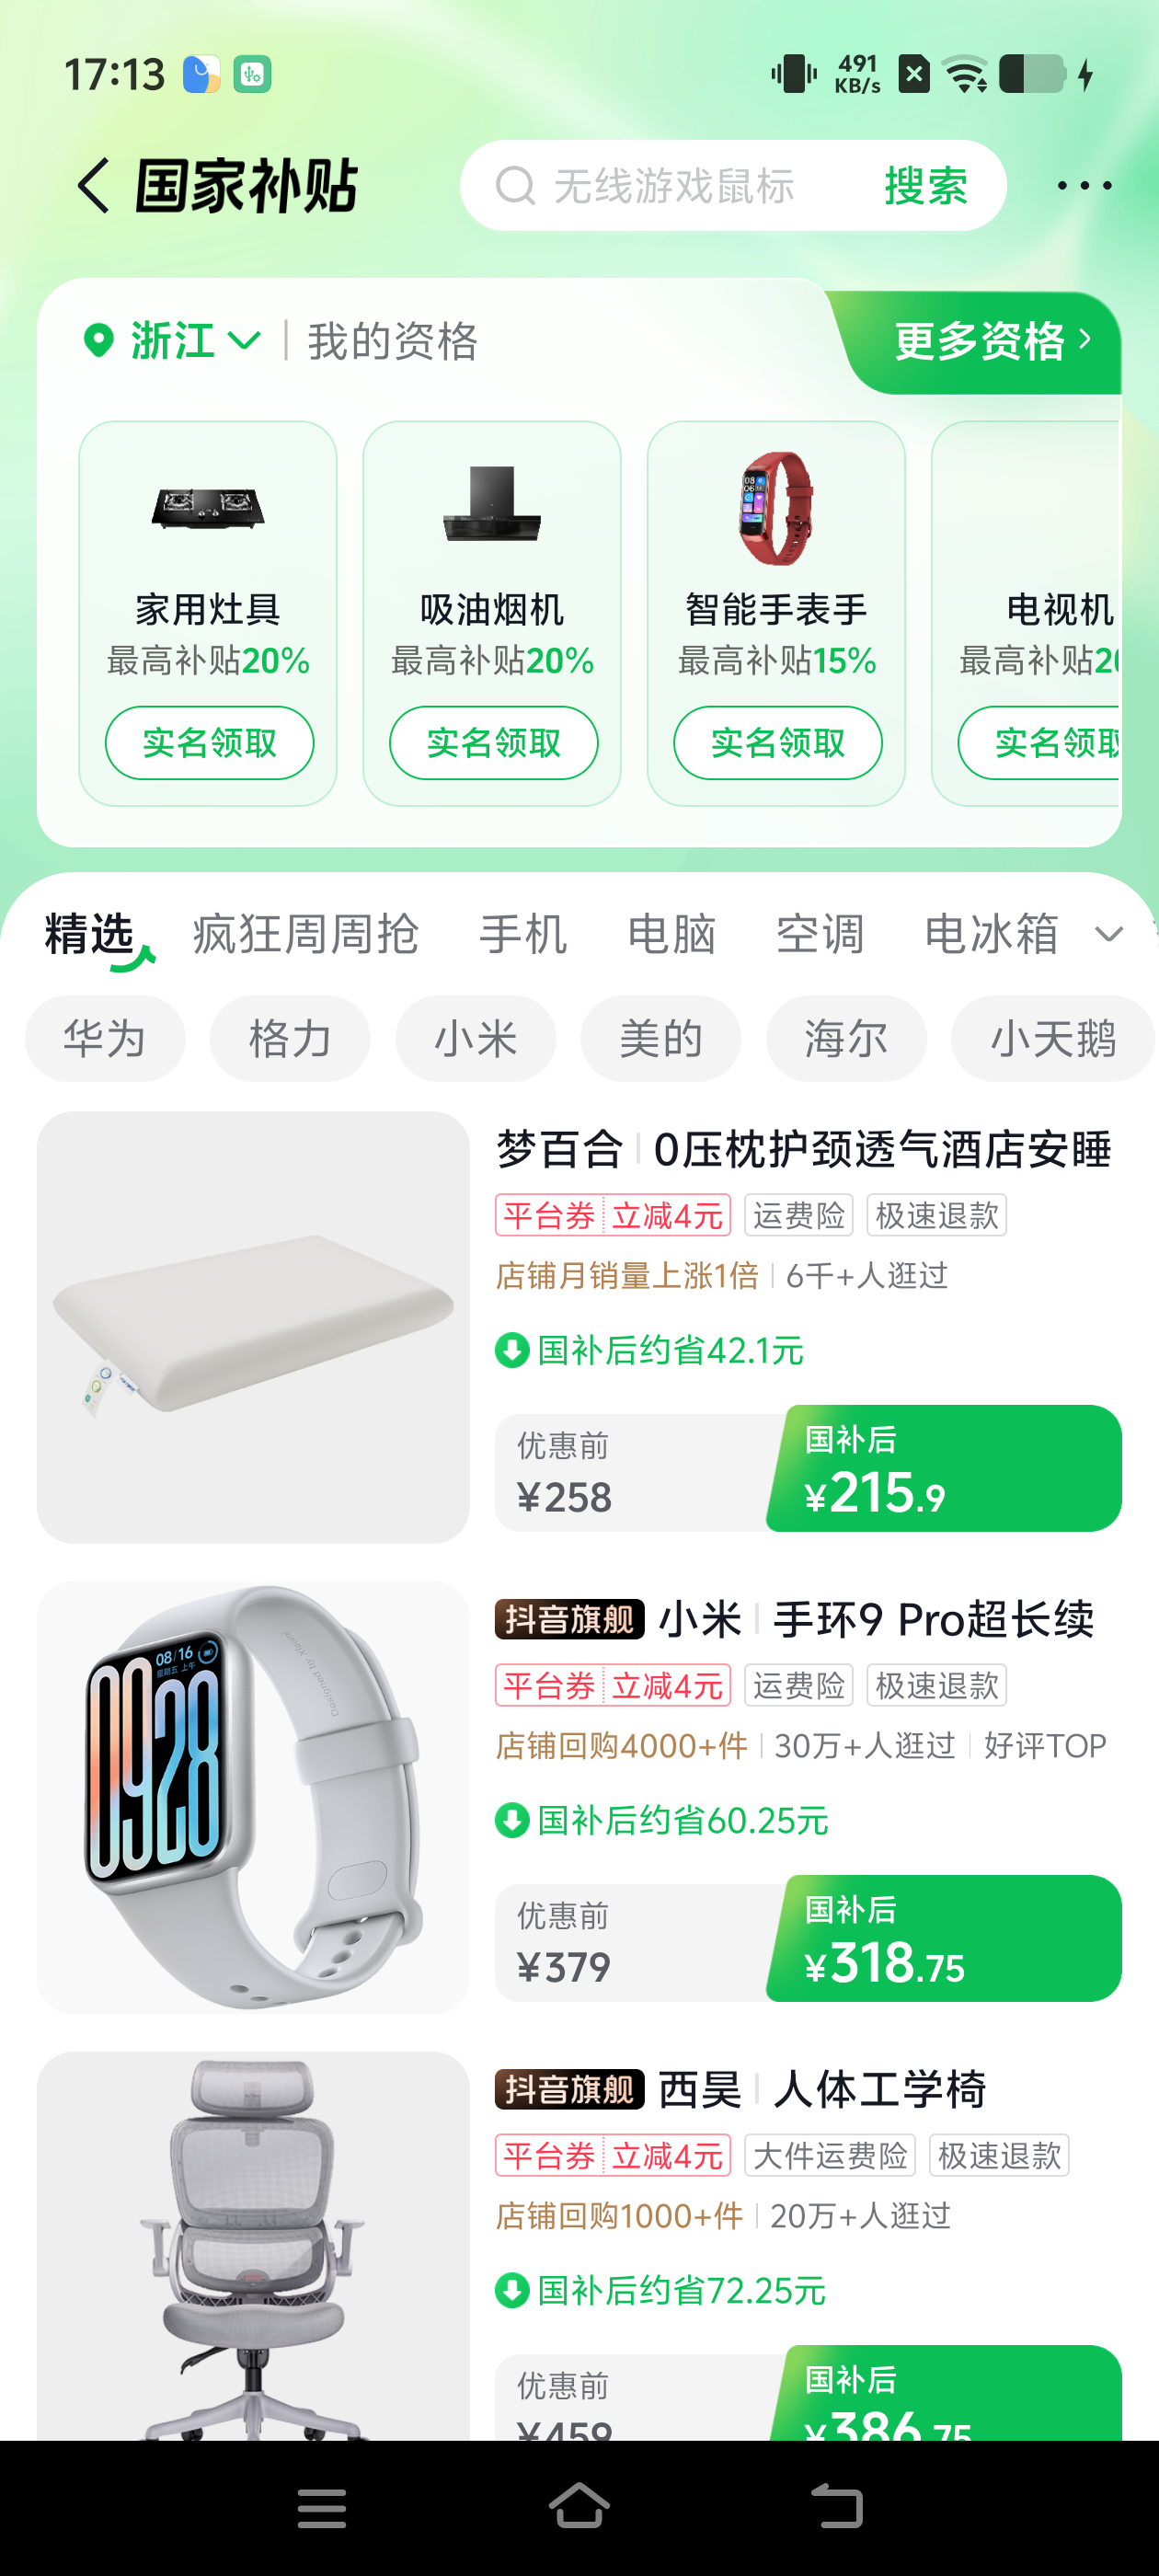 17:13
491
KB/s
国家补贴
无线游戏鼠标
搜索
浙江
我的资格
更多资格
家用灶具
吸油烟机
智能手表手
电视机
最高补贴20%
最高补贴20%
最高补贴15%
最高补贴20
实名领取
实名领取
实名领取
实名领取
精选
疯狂周周抢
手机
电脑
空调
电冰箱
华为
格力
小米
美的
海尔
小天鹅
梦百合 0压枕护颈透气酒店安睡
平台券 立减4元 运费险 极速退款
店铺月销量上涨1倍 6千+人逛过
国补后约省42.1元
优惠前
国补后
¥258
¥215.9
08/16
星期五 上午
0928
Designed by Xiaomi
抖音旗舰 小米 手环9 Pro超长续
平台券 立减4元 运费险 极速退款
店铺回购4000+件 30万+人逛过 好评TOP
国补后约省60.25元
优惠前
国补后
¥379
¥318.75
抖音旗舰 西昊 人体工学椅
平台券 立减4元 大件运费险 极速退款
店铺回购1000+件 20万+人逛过
国补后约省72.25元
优惠前
国补后
¥459
¥386.75